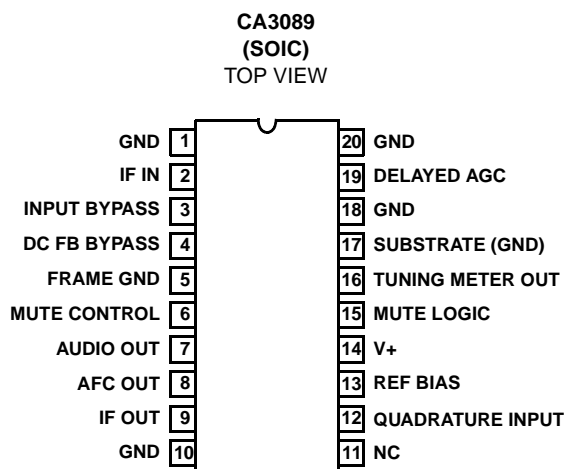 CA3089
(SOIC)
TOP VIEW
GND 1 20 GND
IF IN 2 19 DELAYED AGC
INPUT BYPASS 3 18 GND
DC FB BYPASS 4 17 SUBSTRATE (GND)
FRAME GND 5 16 TUNING METER OUT
MUTE CONTROL 6 15 MUTE LOGIC
AUDIO OUT 7 14 V+
AFC OUT 8 13 REF BIAS
IF OUT 9 12 QUADRATURE INPUT
GND 10 11 NC